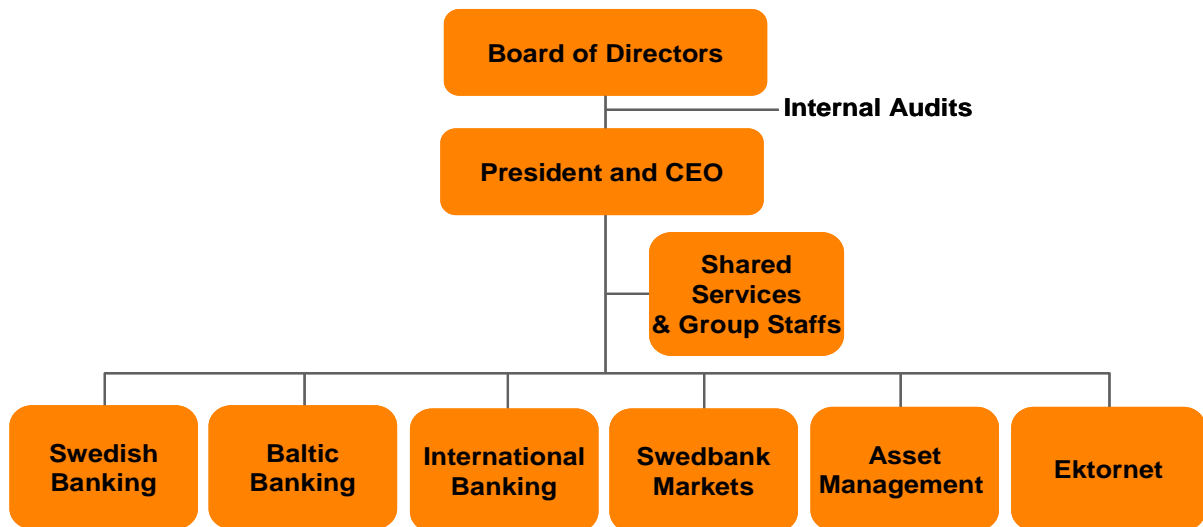 Board of Directors
Internal Audits
President and CEO
Shared
Services
& Group Staffs
Swedish
Banking
Baltic
Banking
International
Banking
Swedbank
Markets
Asset
Management
Ektornet